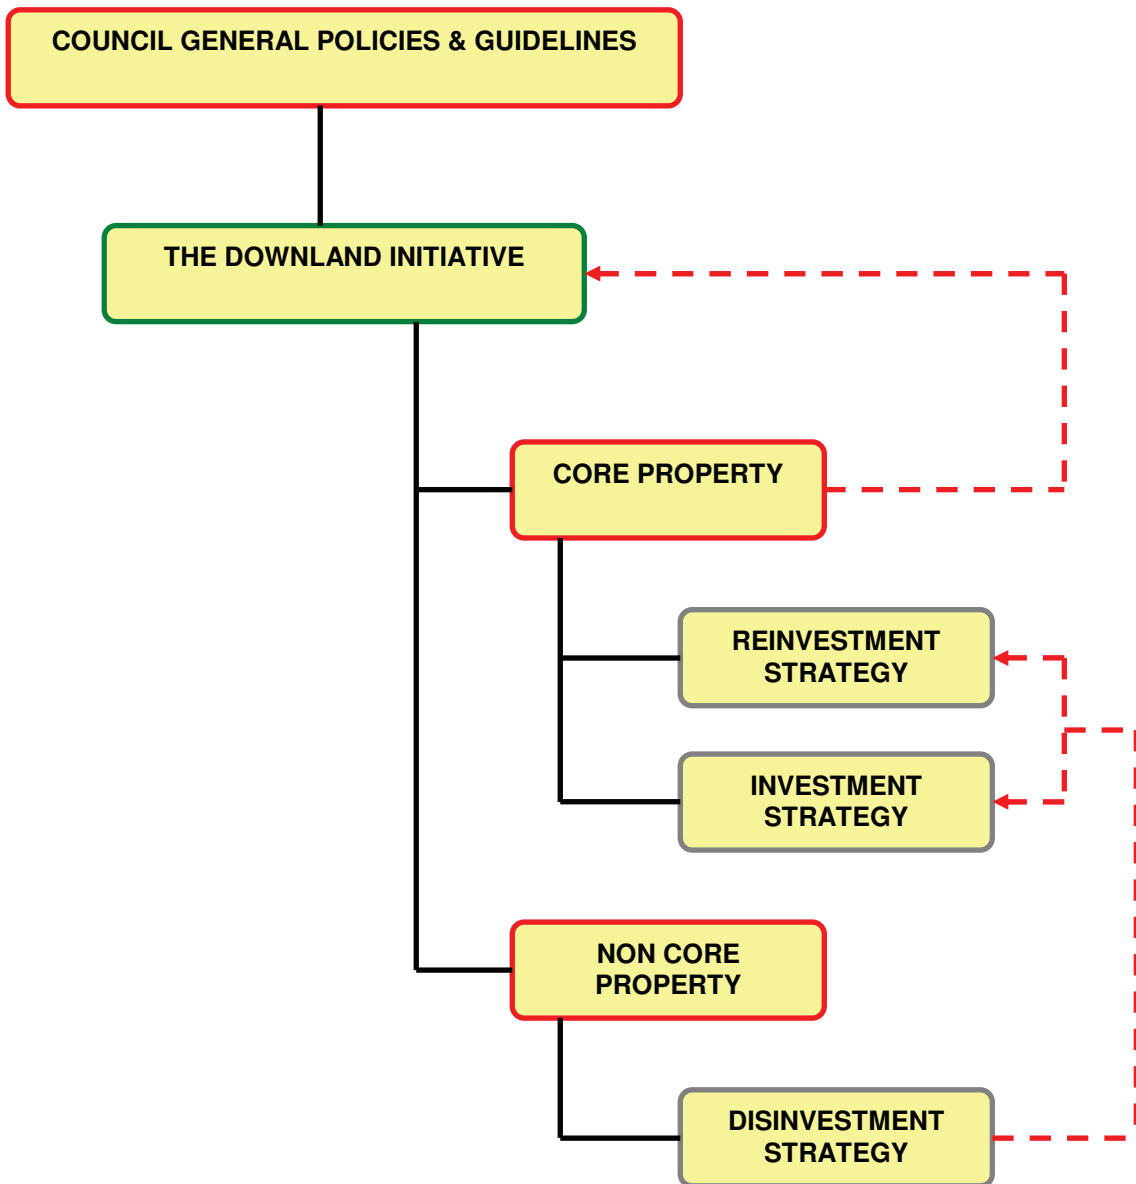 COUNCIL GENERAL POLICIES & GUIDELINES
THE DOWNLAND INITIATIVE
CORE PROPERTY
REINVESTMENT
STRATEGY
INVESTMENT
STRATEGY
NON CORE
PROPERTY
DISINVESTMENT
STRATEGY